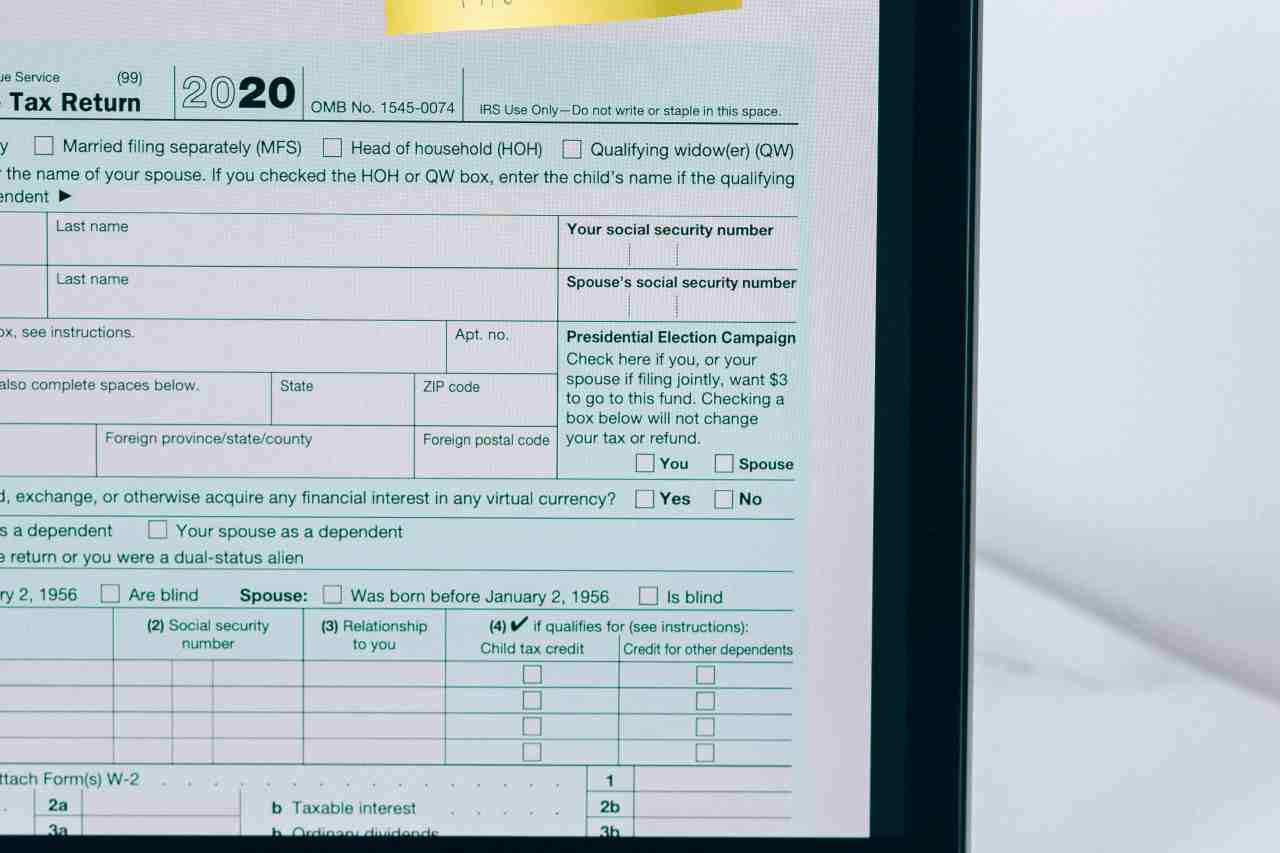 ue Service (99)
Tax Return 2020 OMB No. 1545-0074 IRS Use Only—Do not write or staple in this space.
y Married filing separately (MFS) Head of household (HOH) Qualifying widow(er) (QW)
the name of your spouse. If you checked the HOH or QW box, enter the child's name if the qualifying
endent ►
Last name Your social security number
Last name Spouse's social security number
ox, see instructions. Apt. no.
also complete spaces below. State ZIP code
Foreign province/state/county Foreign postal code
Presidential Election Campaign
Check here if you, or your
spouse if filing jointly, want $3
to go to this fund. Checking a
box below will not change
your tax or refund.
You Spouse
d, exchange, or otherwise acquire any financial interest in any virtual currency? Yes No
s a dependent Your spouse as a dependent
e return or you were a dual-status alien
ry 2, 1956 Are blind Spouse: Was born before January 2, 1956 Is blind
(2) Social security
number
(3) Relationship
to you
(4) ✔ if qualifies for (see instructions):
Child tax credit Credit for other dependents
ttach Form(s) W-2 . . . . . . . . . . . . . . . . 1
2a b Taxable interest . . . . . 2b
3a b Ordinary dividends 3b